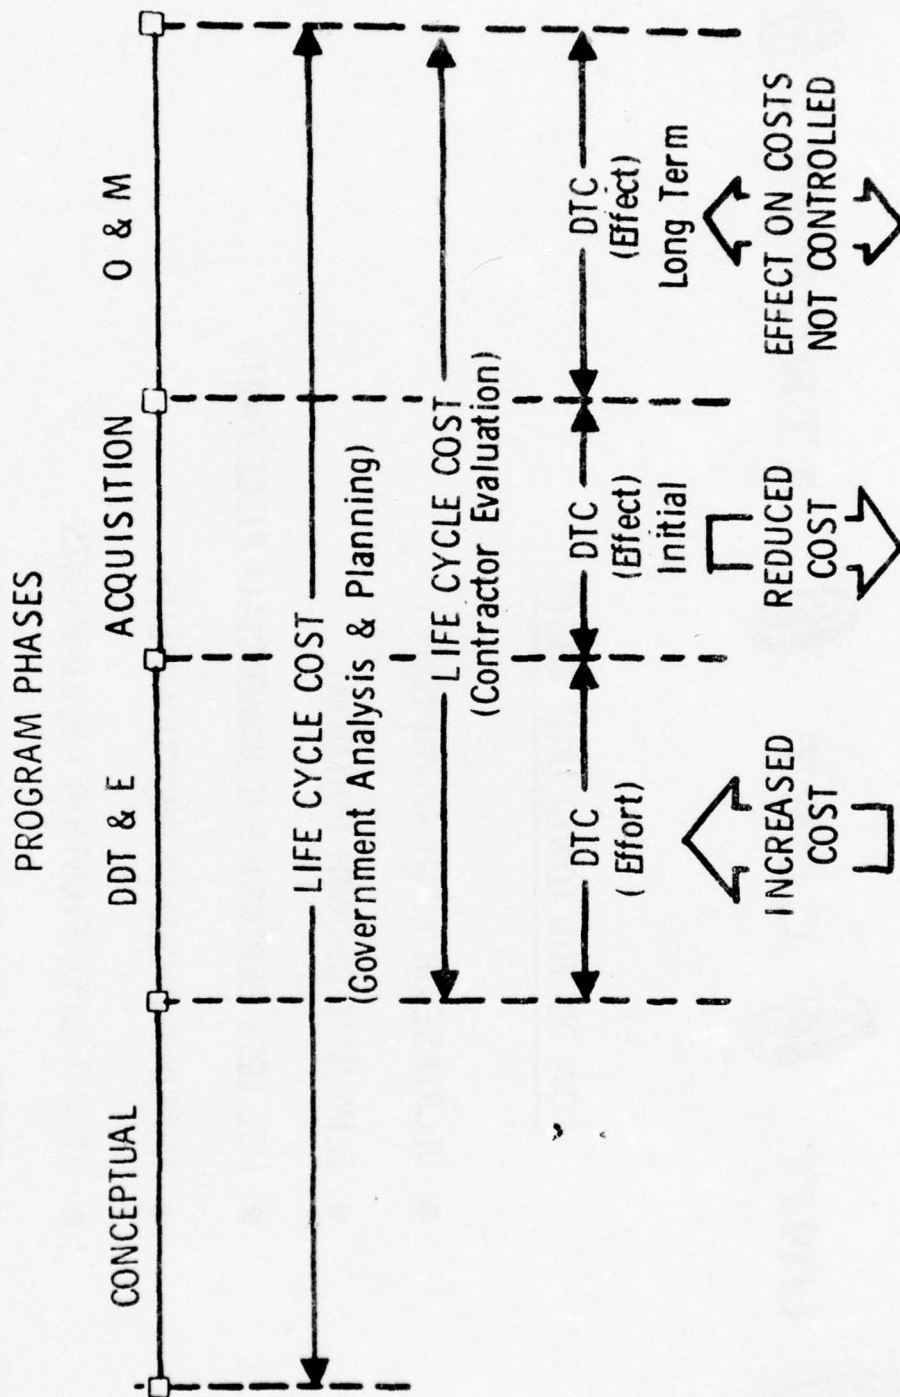 PROGRAM PHASES
CONCEPTUAL
DDT & E
ACQUISITION
O & M
LIFE CYCLE COST
(Government Analysis & Planning)
LIFE CYCLE COST
(Contractor Evaluation)
DTC
(Effort)
DTC
(Effect)
Initial
DTC
(Effect)
Long Term
INCREASED
COST
REDUCED
COST
EFFECT ON COSTS
NOT CONTROLLED